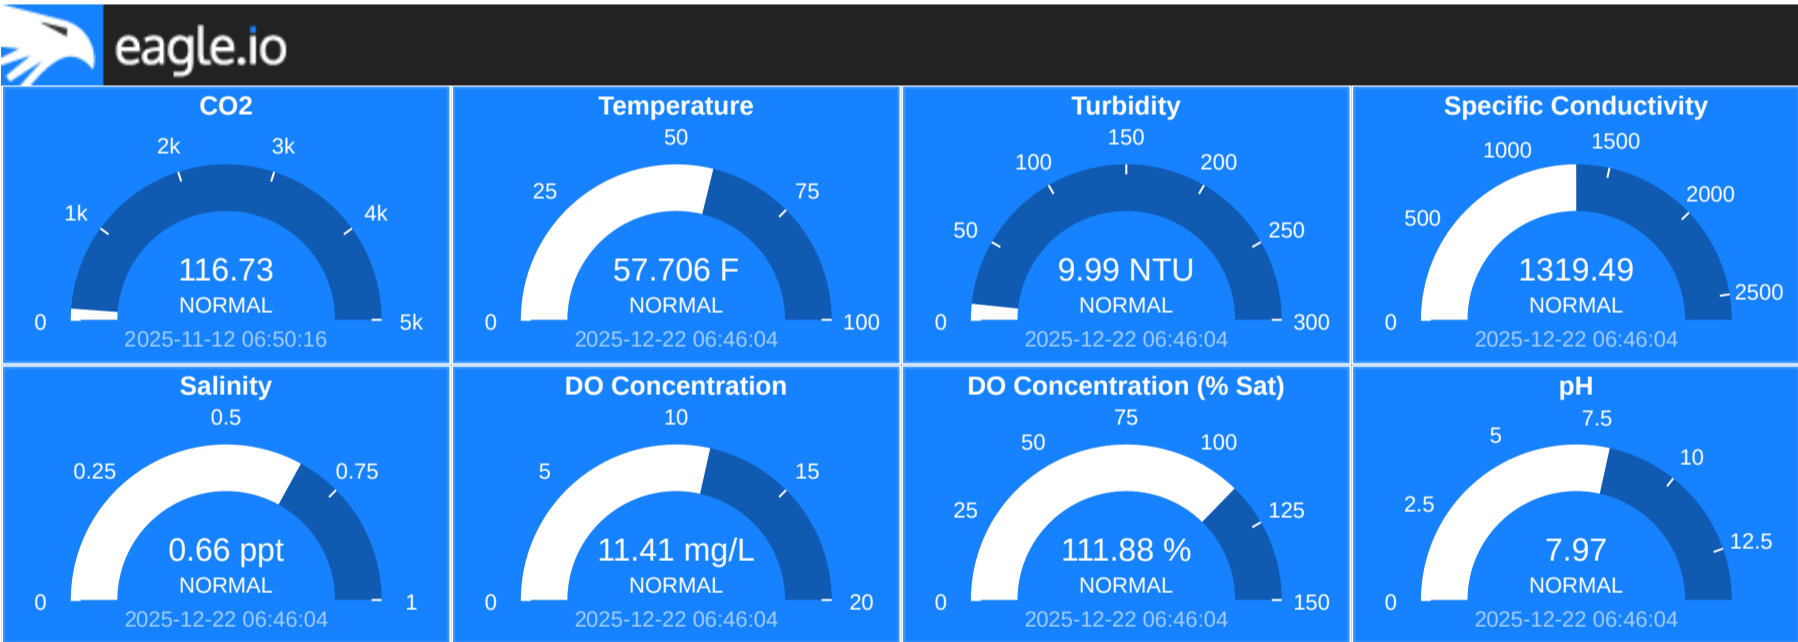 eagle.io
CO2
0
1k
2k
3k
4k
5k
116.73
NORMAL
2025-11-12 06:50:16
Temperature
0
25
50
75
100
57.706 F
NORMAL
2025-12-22 06:46:04
Turbidity
0
50
100
150
200
250
300
9.99 NTU
NORMAL
2025-12-22 06:46:04
Specific Conductivity
0
500
1000
1500
2000
2500
1319.49
NORMAL
2025-12-22 06:46:04
Salinity
0
0.25
0.5
0.75
1
0.66 ppt
NORMAL
2025-12-22 06:46:04
DO Concentration
0
5
10
15
20
11.41 mg/L
NORMAL
2025-12-22 06:46:04
DO Concentration (% Sat)
0
25
50
75
100
125
150
111.88 %
NORMAL
2025-12-22 06:46:04
pH
0
2.5
5
7.5
10
12.5
7.97
NORMAL
2025-12-22 06:46:04